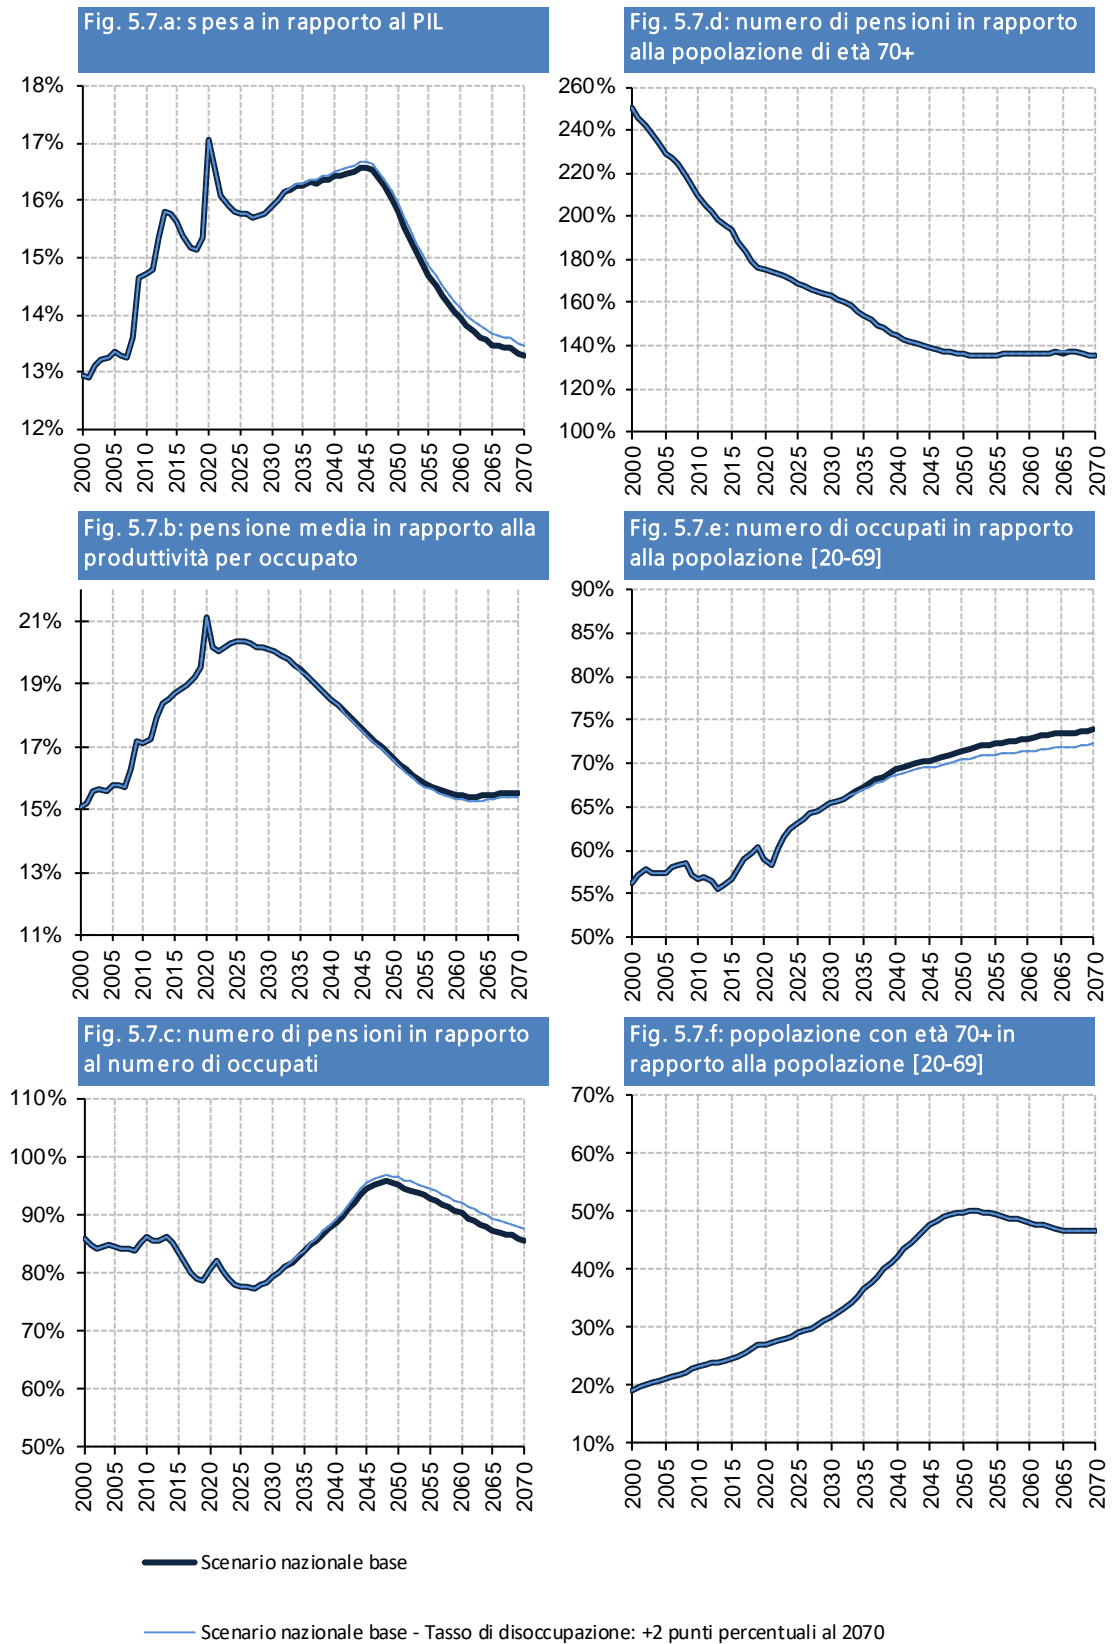 Fig. 5.7.a: spesa in rapporto al PIL
18%
17%
16%
15%
14%
13%
12%
2000 2005 2010 2015 2020 2025 2030 2035 2040 2045 2050 2055 2060 2065 2070
Fig. 5.7.d: numero di pensioni in rapporto
alla popolazione di età 70+
260%
240%
220%
200%
180%
160%
140%
120%
100%
2000 2005 2010 2015 2020 2025 2030 2035 2040 2045 2050 2055 2060 2065 2070
Fig. 5.7.b: pensione media in rapporto alla
produttività per occupato
21%
19%
17%
15%
13%
11%
2000 2005 2010 2015 2020 2025 2030 2035 2040 2045 2050 2055 2060 2065 2070
Fig. 5.7.e: numero di occupati in rapporto
alla popolazione [20-69]
90%
85%
80%
75%
70%
65%
60%
55%
50%
2000 2005 2010 2015 2020 2025 2030 2035 2040 2045 2050 2055 2060 2065 2070
Fig. 5.7.c: numero di pensioni in rapporto
al numero di occupati
110%
100%
90%
80%
70%
60%
50%
2000 2005 2010 2015 2020 2025 2030 2035 2040 2045 2050 2055 2060 2065 2070
Fig. 5.7.f: popolazione con età 70+ in
rapporto alla popolazione [20-69]
70%
60%
50%
40%
30%
20%
10%
2000 2005 2010 2015 2020 2025 2030 2035 2040 2045 2050 2055 2060 2065 2070
Scenario nazionale base
Scenario nazionale base - Tasso di disoccupazione: +2 punti percentuali al 2070